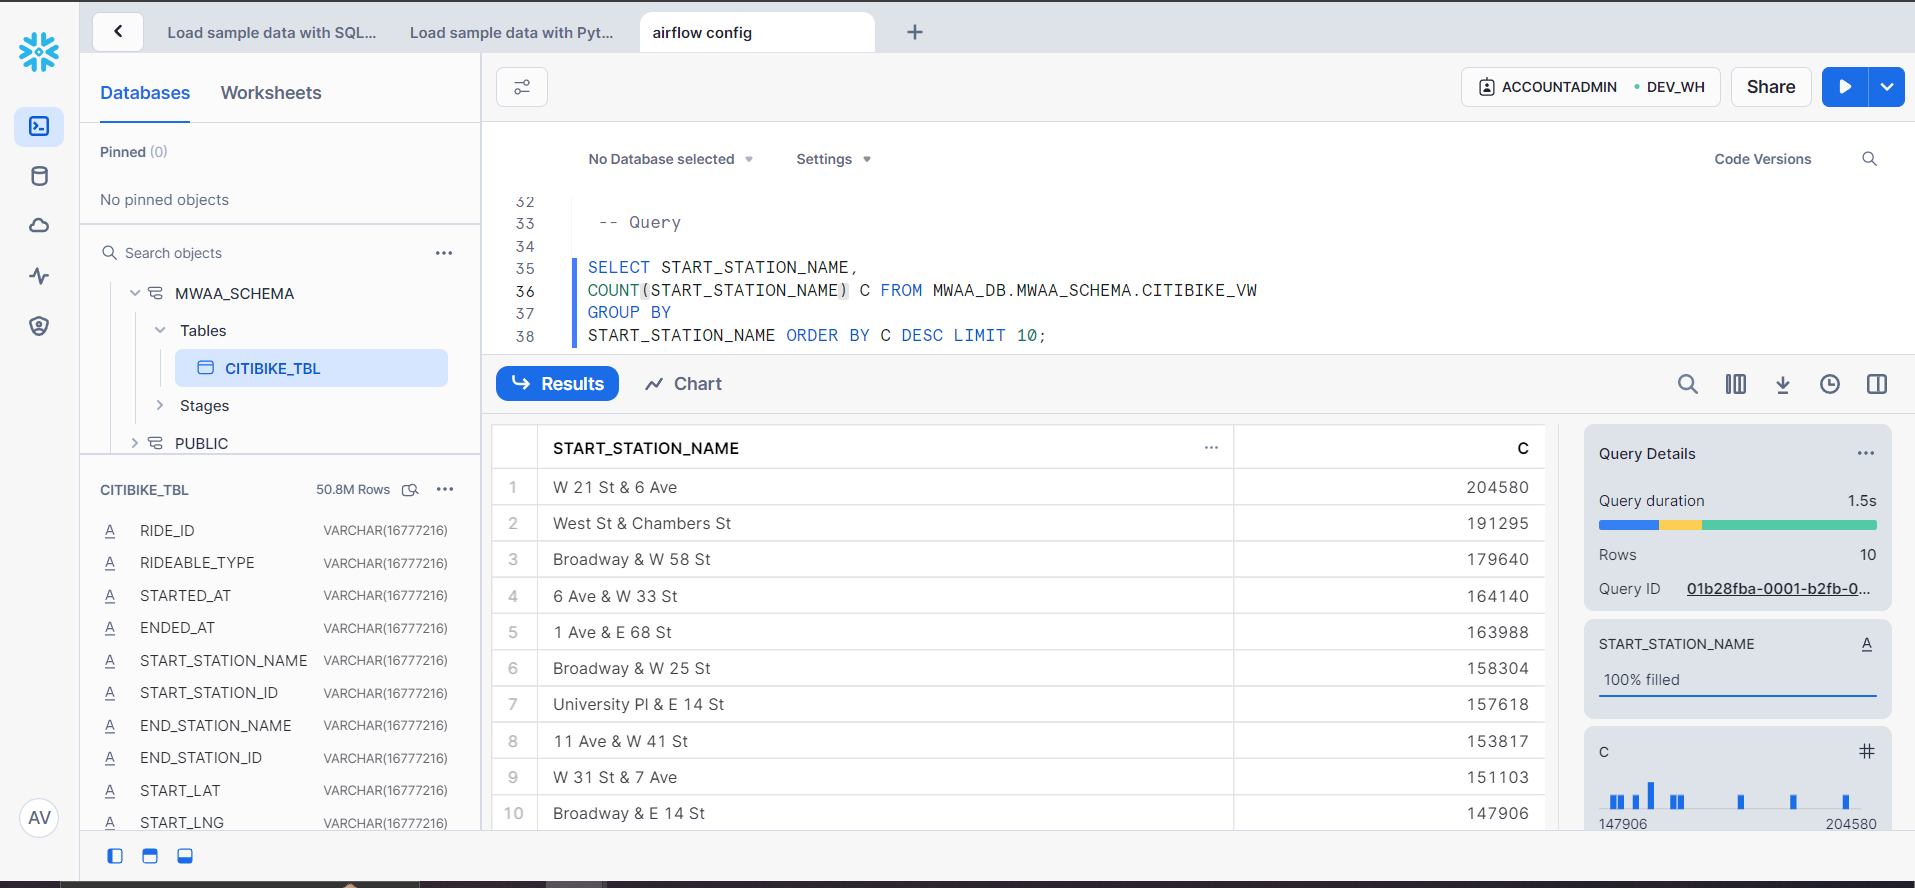 Load sample data with SQL...
Load sample data with Pyt...
airflow config
Databases
Worksheets
ACCOUNTADMIN
DEV_WH
Share
Pinned (0)
No pinned objects
No Database selected
Settings
Code Versions
Search objects
MWAA_SCHEMA
Tables
CITIBIKE_TBL
Stages
PUBLIC
32
33 -- Query
34
35 SELECT START_STATION_NAME,
36 COUNT(START_STATION_NAME) C FROM MWAA_DB.MWAA_SCHEMA.CITIBIKE_VW
37 GROUP BY
38 START_STATION_NAME ORDER BY C DESC LIMIT 10;
CITIBIKE_TBL 50.8M Rows
A RIDE_ID VARCHAR(16777216)
A RIDEABLE_TYPE VARCHAR(16777216)
A STARTED_AT VARCHAR(16777216)
A ENDED_AT VARCHAR(16777216)
A START_STATION_NAME VARCHAR(16777216)
A START_STATION_ID VARCHAR(16777216)
A END_STATION_NAME VARCHAR(16777216)
A END_STATION_ID VARCHAR(16777216)
A START_LAT VARCHAR(16777216)
A START_LNG VARCHAR(16777216)
AV
Results
Chart
START_STATION_NAME ... C
1 W 21 St & 6 Ave 204580
2 West St & Chambers St 191295
3 Broadway & W 58 St 179640
4 6 Ave & W 33 St 164140
5 1 Ave & E 68 St 163988
6 Broadway & W 25 St 158304
7 University Pl & E 14 St 157618
8 11 Ave & W 41 St 153817
9 W 31 St & 7 Ave 151103
10 Broadway & E 14 St 147906
Query Details
Query duration 1.5s
Rows 10
Query ID 01b28fba-0001-b2fb-0...
START_STATION_NAME A
100% filled
C #
147906 204580